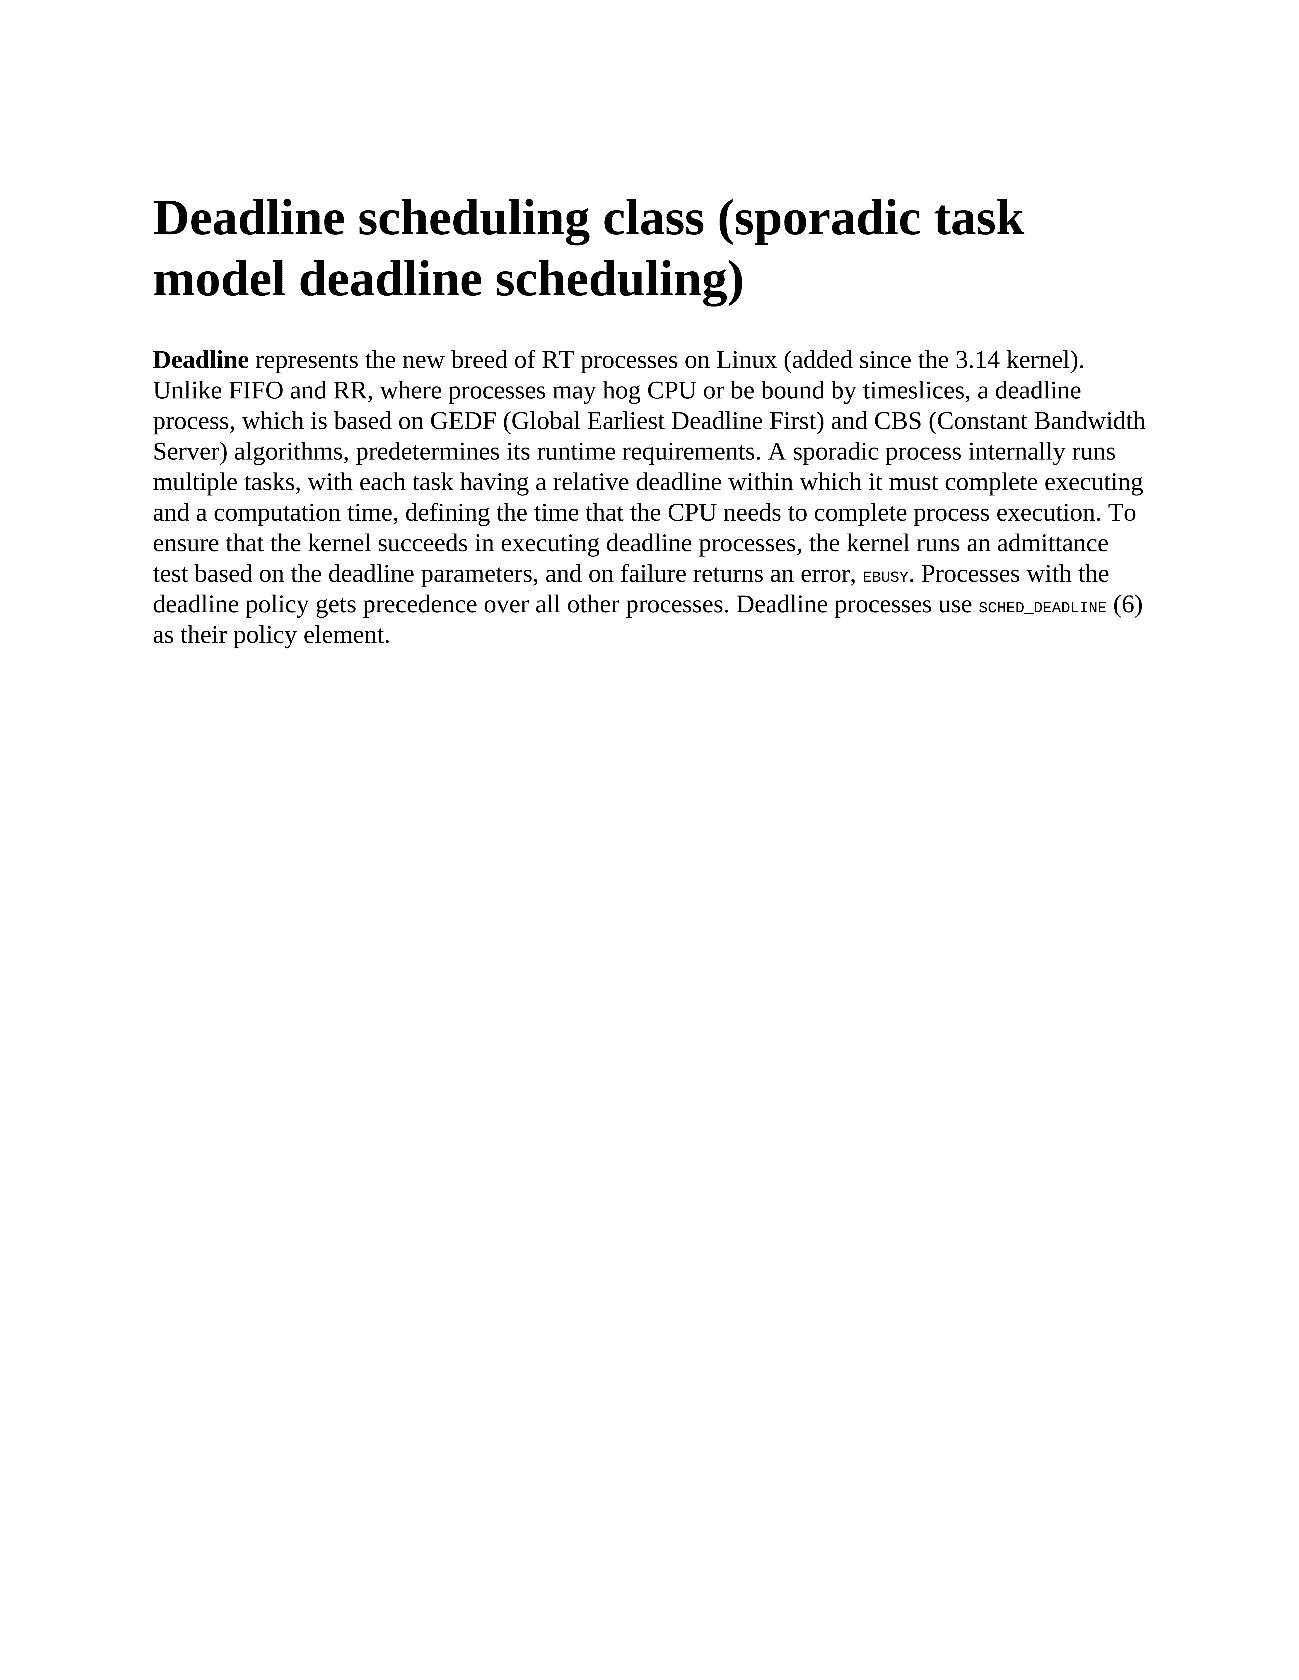 Deadline scheduling class (sporadic task
model deadline scheduling)
Deadline represents the new breed of RT processes on Linux (added since the 3.14 kernel).
Unlike FIFO and RR, where processes may hog CPU or be bound by timeslices, a deadline
process, which is based on GEDF (Global Earliest Deadline First) and CBS (Constant Bandwidth
Server) algorithms, predetermines its runtime requirements. A sporadic process internally runs
multiple tasks, with each task having a relative deadline within which it must complete executing
and a computation time, defining the time that the CPU needs to complete process execution. To
ensure that the kernel succeeds in executing deadline processes, the kernel runs an admittance
test based on the deadline parameters, and on failure returns an error, EBUSY. Processes with the
deadline policy gets precedence over all other processes. Deadline processes use SCHED_DEADLINE (6)
as their policy element.